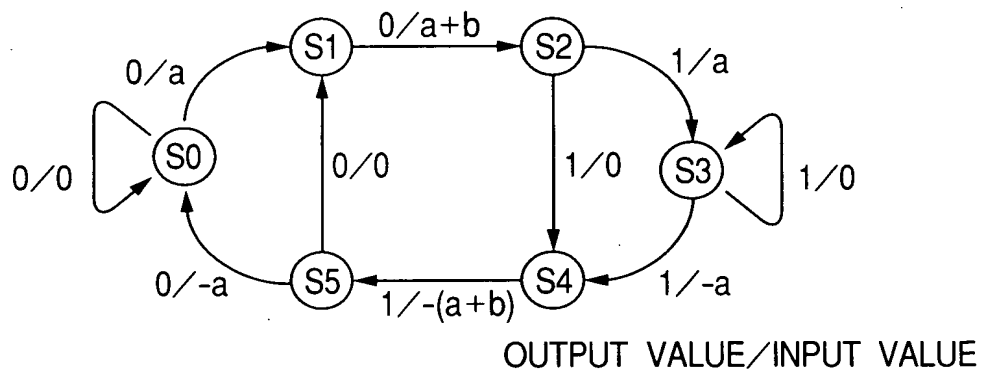 0/a+b
S1
S2
0/a
1/a
S0
0/0
0/0
1/0
S3
1/0
0/-a
S5
1/-(a+b)
S4
1/-a
OUTPUT VALUE/INPUT VALUE